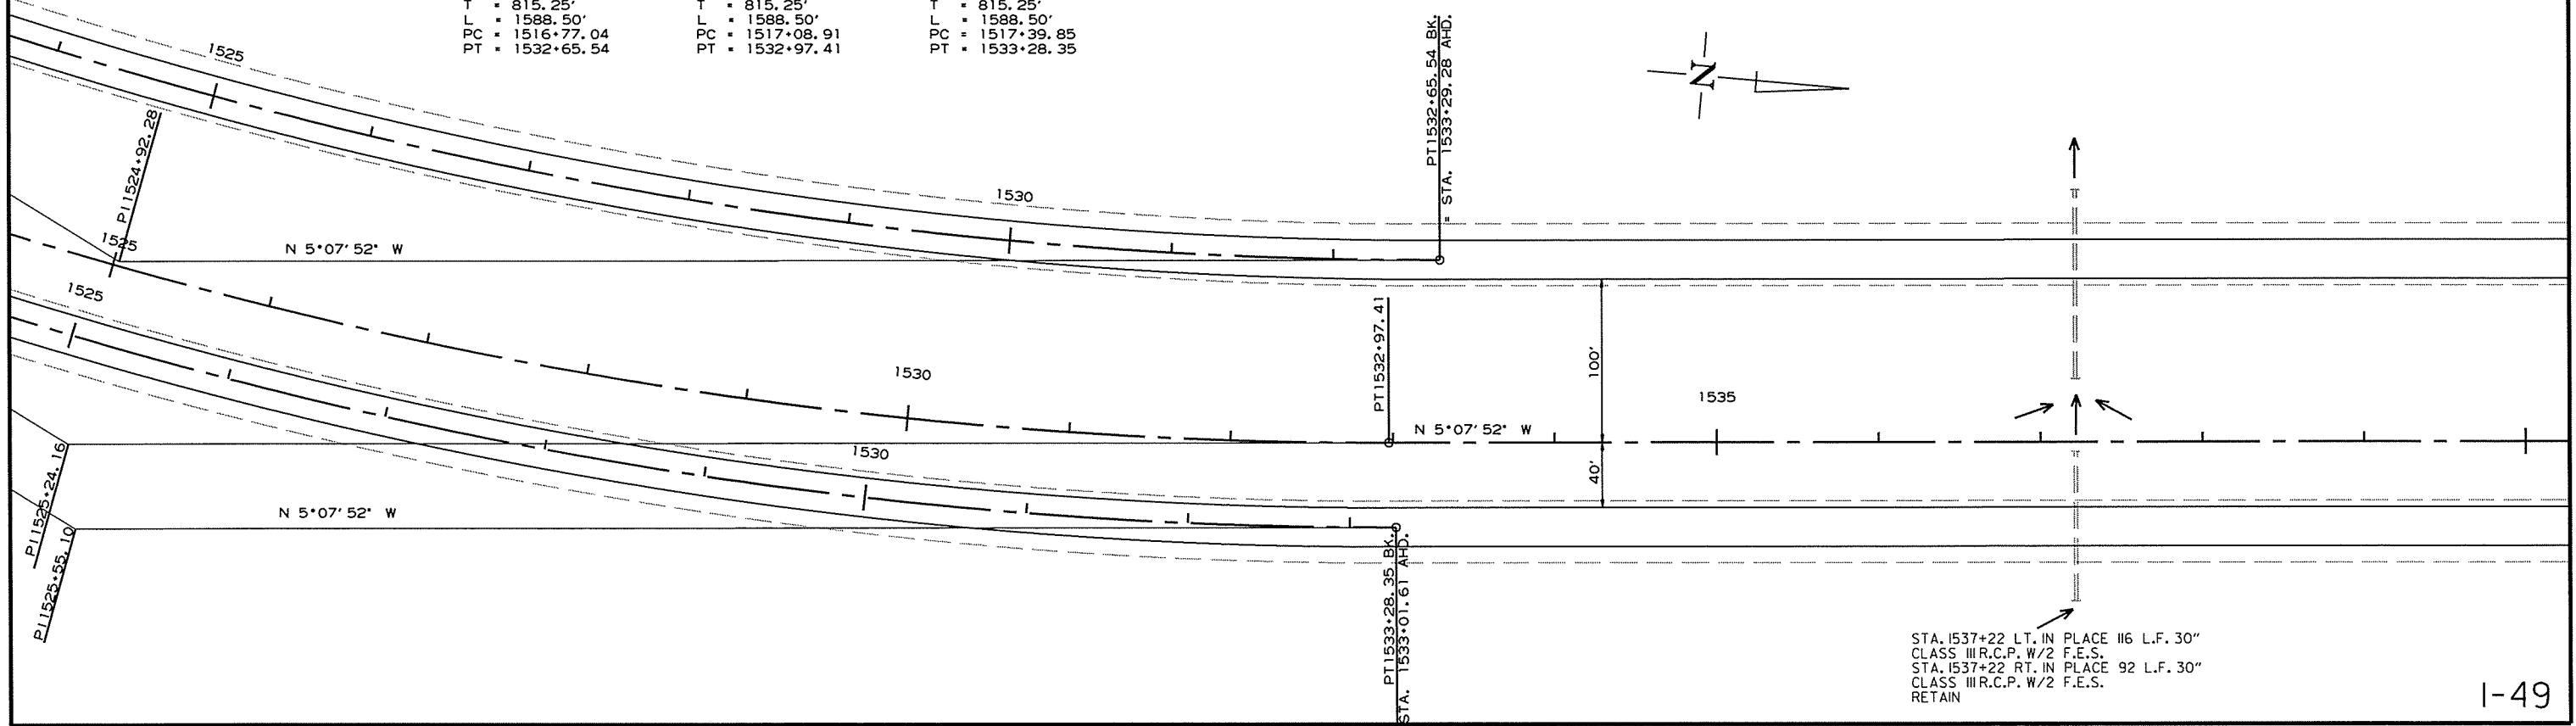 T = 815.25' T = 815.25' T = 815.25'
L = 1588.50' L = 1588.50' L = 1588.50'
PC = 1516+77.04 PC = 1517+08.91 PC = 1517+39.85
PT = 1532+65.54 PT = 1532+97.41 PT = 1533+28.35
1525
PI1524+92.28
1525
N 5°07'52" W
1530
PT1532+65.54 BK.
= STA. 1533+29.28 AHD.
N
1525
1530
PT1532+97.41
N 5°07'52" W
100'
1535
40'
1530
PI1525+24.16
PI1525+55.10
N 5°07'52" W
PT1533+28.35 BK.
STA. 1533+01.61 AHD.
STA.1537+22 LT. IN PLACE 116 L.F. 30"
CLASS III R.C.P. W/2 F.E.S.
STA.1537+22 RT. IN PLACE 92 L.F. 30"
CLASS III R.C.P. W/2 F.E.S.
RETAIN
I-49